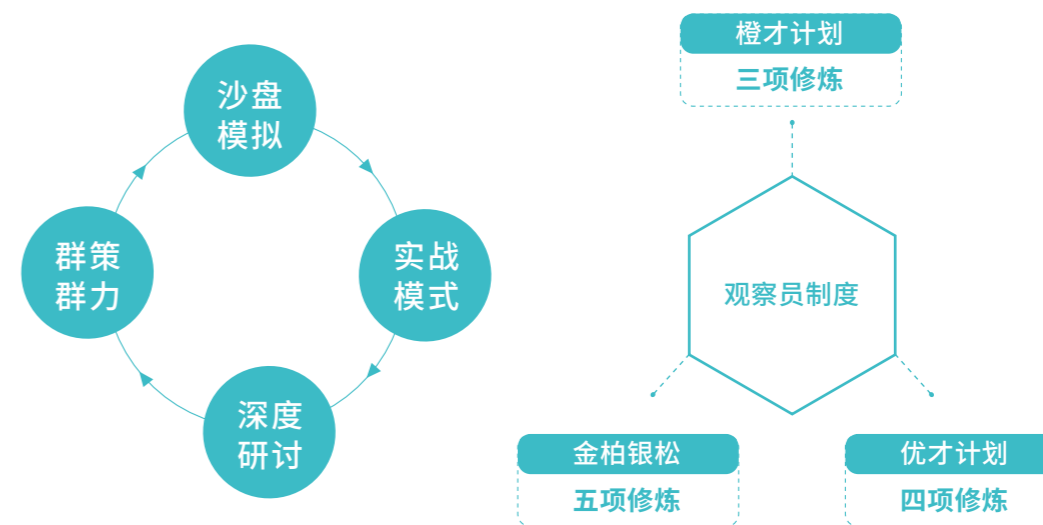 沙盘
模拟
实战
模式
深度
研讨
群策
群力
橙才计划
三项修炼
观察员制度
金柏银松
五项修炼
优才计划
四项修炼